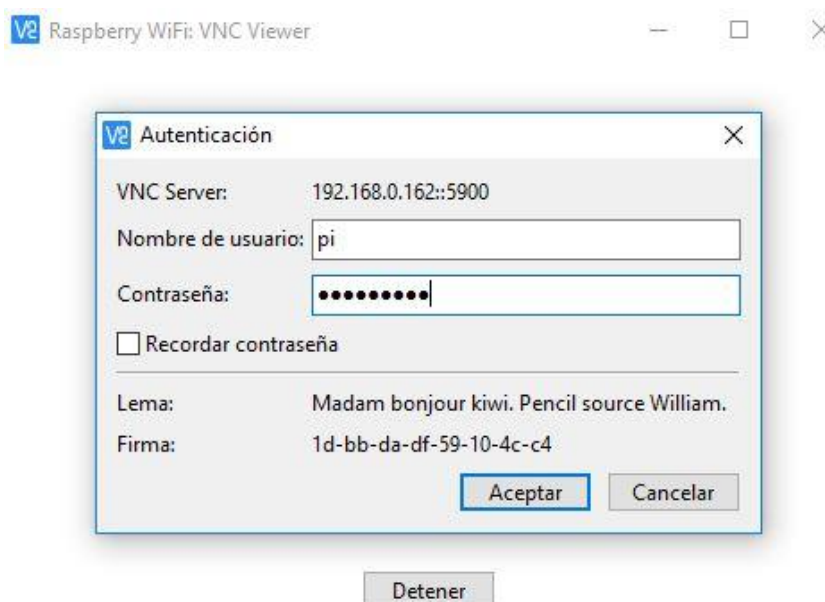 V2 Raspberry WiFi: VNC Viewer
V2 Autenticación
VNC Server: 192.168.0.162::5900
Nombre de usuario: pi
Contraseña: •••••••••
Recordar contraseña
Lema: Madam bonjour kiwi. Pencil source William.
Firma: 1d-bb-da-df-59-10-4c-c4
Aceptar Cancelar
Detener